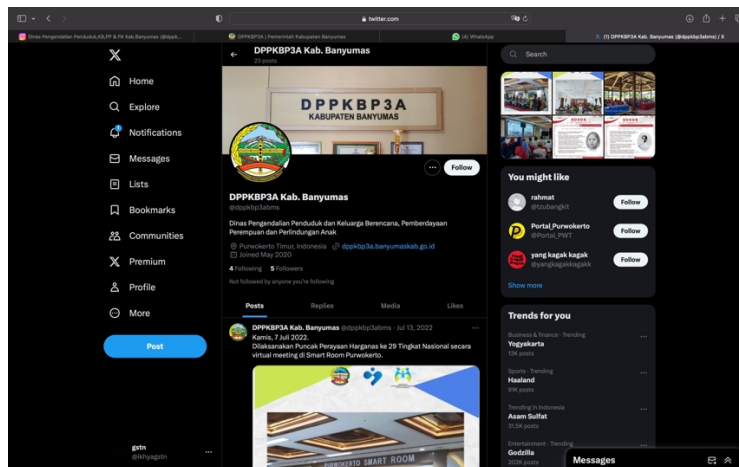 twitter.com
Dinas Pengendalian Penduduk,KB,PP & PA Kab.Banyumas (@dppk...
DPPKBP3A | Pemerintah Kabupaten Banyumas
(4) WhatsApp
(1) DPPKBP3A Kab. Banyumas (@dppkbp3abms) / X
Home
Explore
Notifications
Messages
Lists
Bookmarks
Communities
Premium
Profile
More
Post
gstn
@ikhyagstn
DPPKBP3A Kab. Banyumas
23 posts
DPPKBP3A
KABUPATEN BANYUMAS
Follow
DPPKBP3A Kab. Banyumas
@dppkbp3abms
Dinas Pengendalian Penduduk dan Keluarga Berencana, Pemberdayaan
Perempuan dan Perlindungan Anak
Purwokerto Timur, Indonesia dppkbp3a.banyumaskab.go.id
Joined May 2020
4 Following 5 Followers
Not followed by anyone you're following
Posts Replies Media Likes
DPPKBP3A Kab. Banyumas @dppkbp3abms · Jul 13, 2022
Kamis, 7 Juli 2022.
Dilaksanakan Puncak Perayaan Harganas ke 29 Tingkat Nasional secara
virtual meeting di Smart Room Purwokerto.
PURWOKERTO SMART ROOM
Search
You might like
rahmat
@tzubangkit
Follow
Portal_Purwokerto
@Portal_PWT
Follow
yang kagak kagak
@yangkagakkagakk
Follow
Show more
Trends for you
Business & finance · Trending
Yogyakarta
13K posts
Sports · Trending
Haaland
91K posts
Trending in Indonesia
Asam Sulfat
31.5K posts
Entertainment · Trending
Godzilla
202K posts
Messages